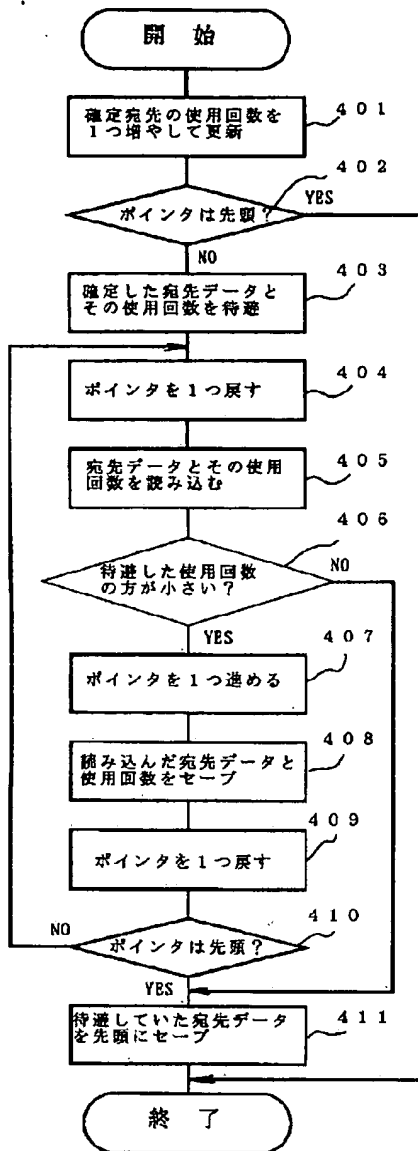 開 始
401
確定宛先の使用回数を
1つ増やして更新
402
ポインタは先頭?
YES
NO
403
確定した宛先データと
その使用回数を待避
404
ポインタを1つ戻す
405
宛先データとその使用
回数を読み込む
406
待避した使用回数
の方が小さい?
NO
YES
407
ポインタを1つ進める
408
読み込んだ宛先データと
使用回数をセーブ
409
ポインタを1つ戻す
410
NO
ポインタは先頭?
YES
411
待避していた宛先データ
を先頭にセーブ
終 了